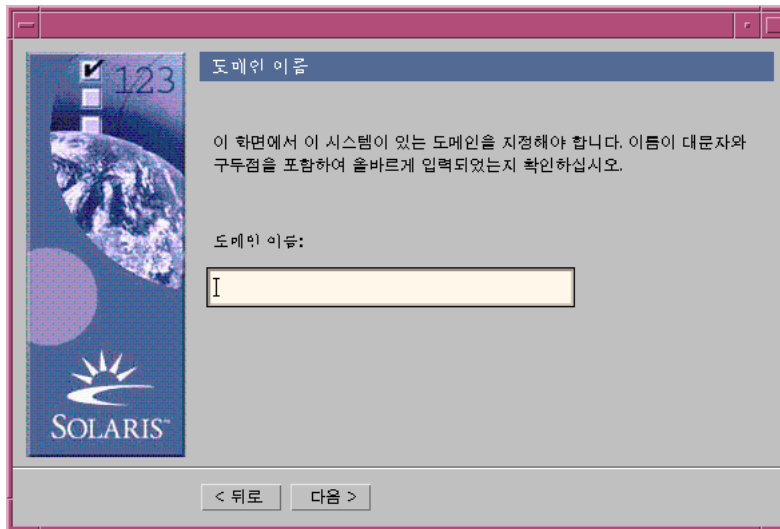 123
도메인 이름
이 화면에서 이 시스템이 있는 도메인을 지정해야 합니다. 이름이 대문자와
구두점을 포함하여 올바르게 입력되었는지 확인하십시오.
도메인 이름:
SOLARIS™
< 뒤로
다음 >